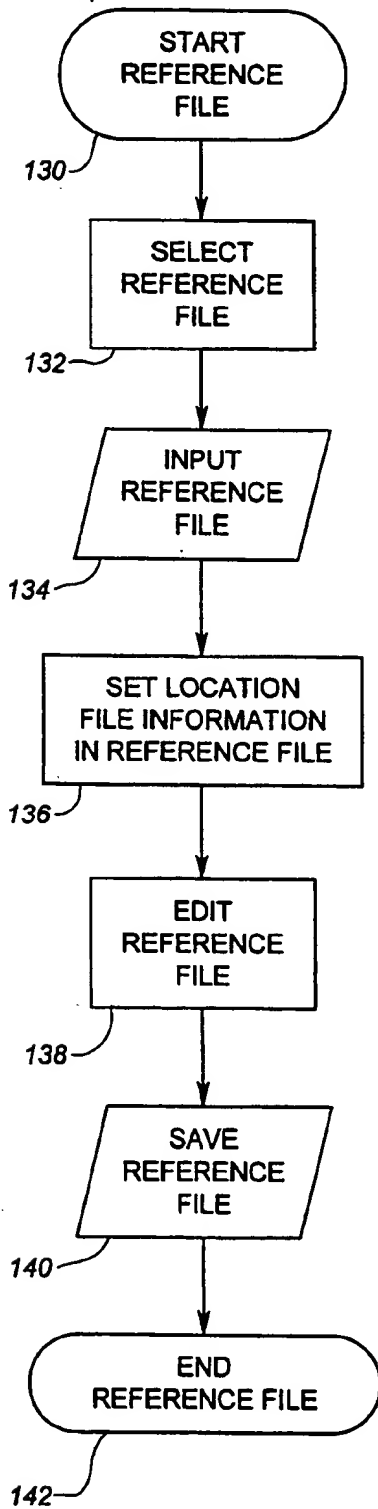 START
REFERENCE
FILE
130
SELECT
REFERENCE
FILE
132
INPUT
REFERENCE
FILE
134
SET LOCATION
FILE INFORMATION
IN REFERENCE FILE
136
EDIT
REFERENCE
FILE
138
SAVE
REFERENCE
FILE
140
END
REFERENCE FILE
142